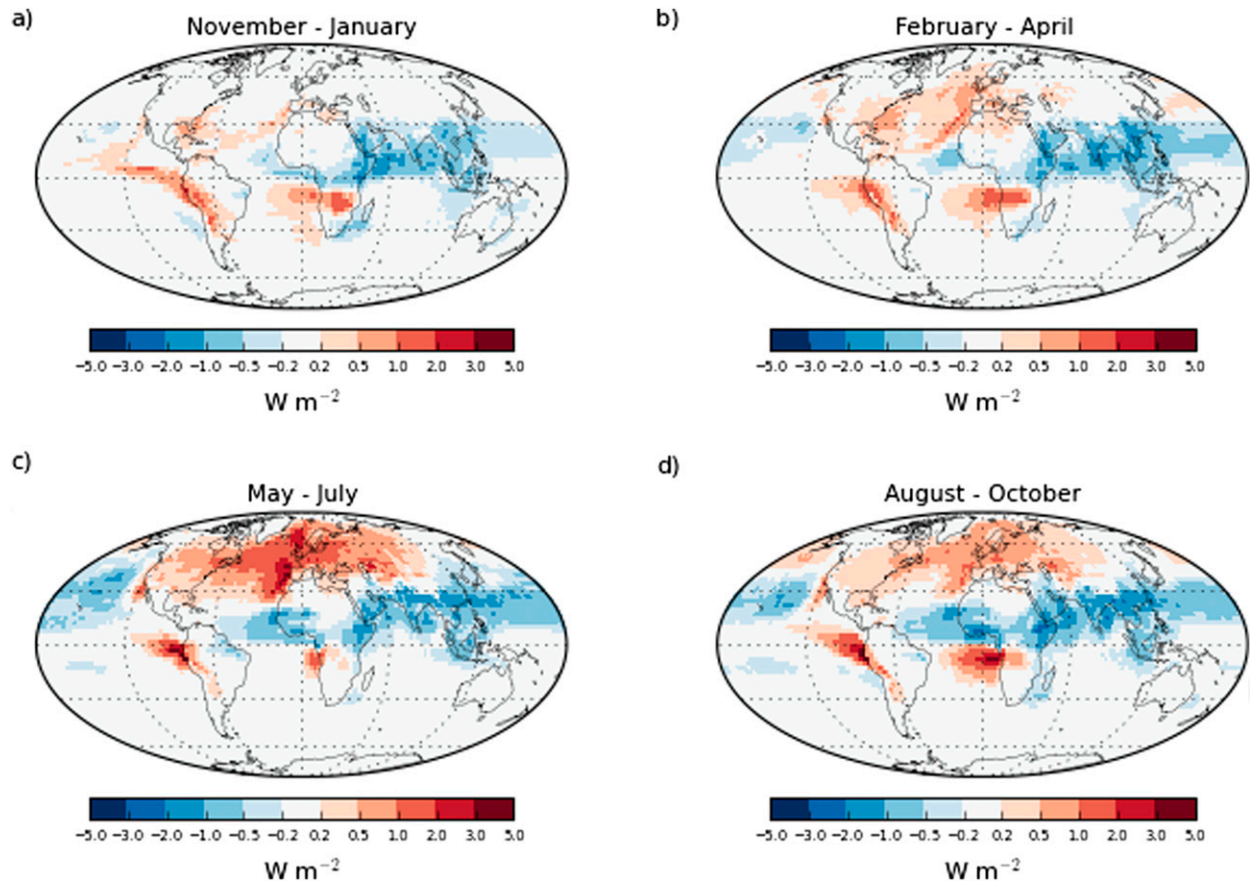 a)
November - January
−5.0 −3.0 −2.0 −1.0 −0.5 −0.2 0.2 0.5 1.0 2.0 3.0 5.0
W m−2
b)
February - April
−5.0 −3.0 −2.0 −1.0 −0.5 −0.2 0.2 0.5 1.0 2.0 3.0 5.0
W m−2
c)
May - July
−5.0 −3.0 −2.0 −1.0 −0.5 −0.2 0.2 0.5 1.0 2.0 3.0 5.0
W m−2
d)
August - October
−5.0 −3.0 −2.0 −1.0 −0.5 −0.2 0.2 0.5 1.0 2.0 3.0 5.0
W m−2